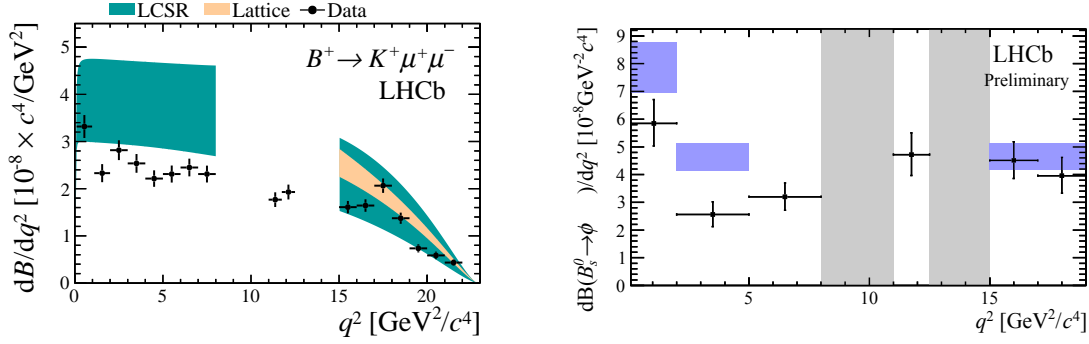 LCSR Lattice Data
B⁺ → K⁺μ⁺μ⁻
LHCb
dB/dq² [10⁻⁸ × c⁴/GeV²]
5
4
3
2
1
0
0 5 10 15 20
q² [GeV²/c⁴]
LHCb
Preliminary
dB(B⁰ₛ→ϕ )/dq² [10⁻⁸GeV⁻²c⁴]
9
8
7
6
5
4
3
2
1
0
5 10 15
q² [GeV²/c⁴]